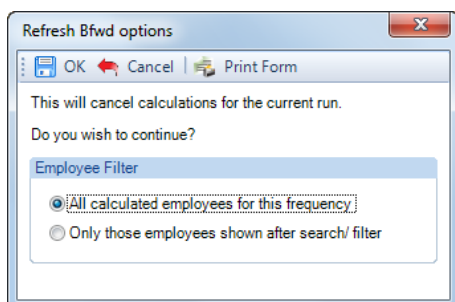 Refresh Bfwd options
OK Cancel Print Form
This will cancel calculations for the current run.
Do you wish to continue?
Employee Filter
All calculated employees for this frequency
Only those employees shown after search/ filter